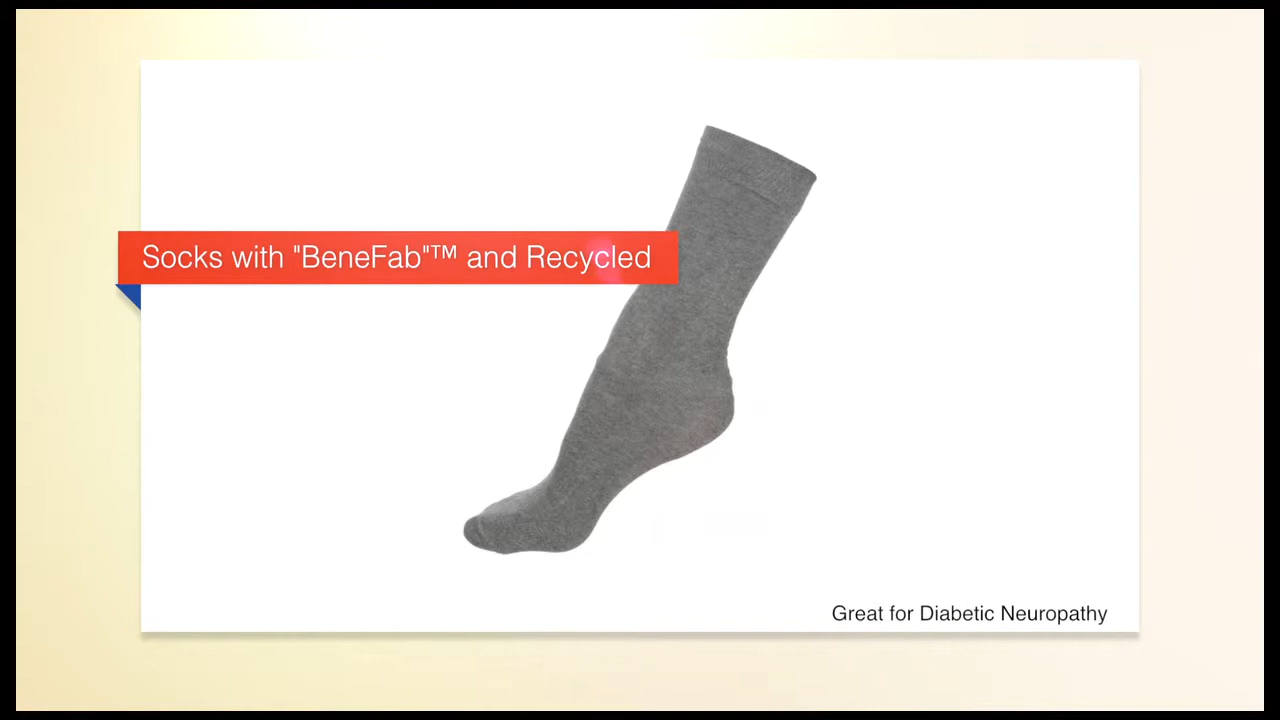 Socks with "BeneFab"™ and Recycled
Great for Diabetic Neuropathy